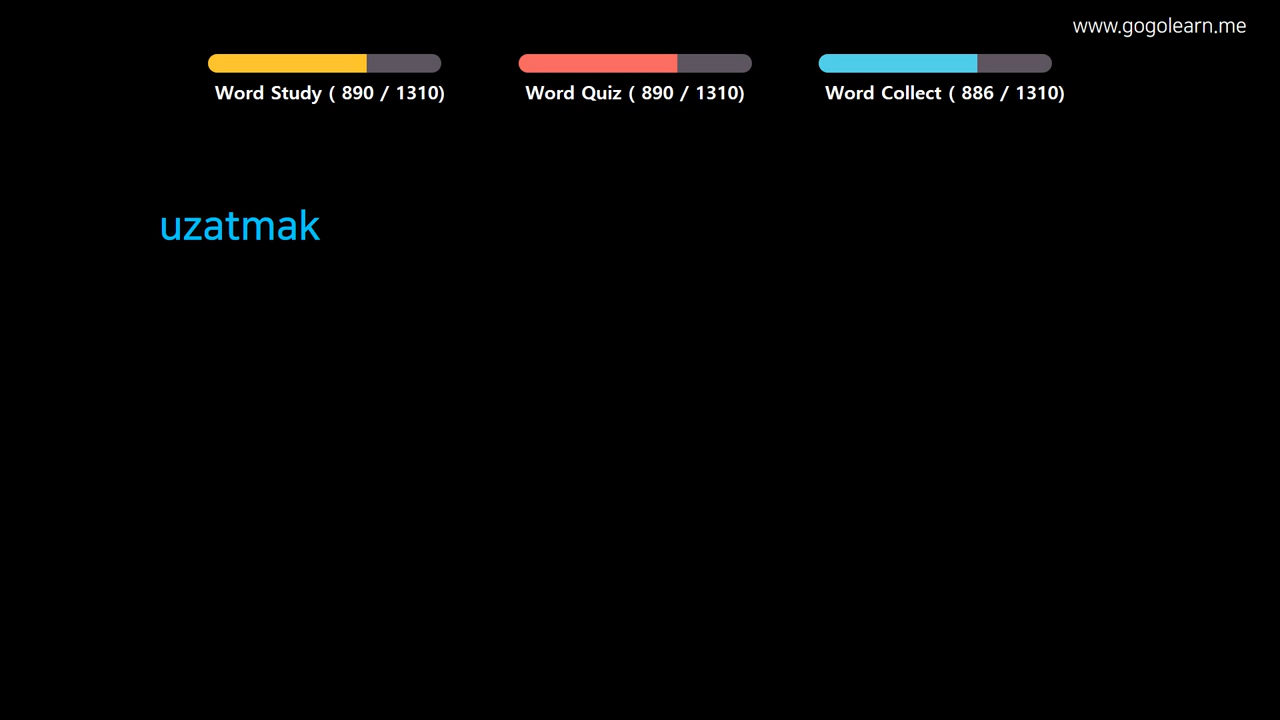 www.gogolearn.me
Word Study ( 890 / 1310)
Word Quiz ( 890 / 1310)
Word Collect ( 886 / 1310)
uzatmak